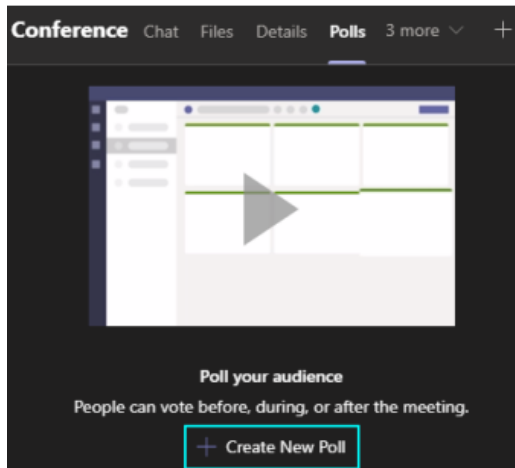 Conference Chat Files Details Polls 3 more
Poll your audience
People can vote before, during, or after the meeting.
Create New Poll